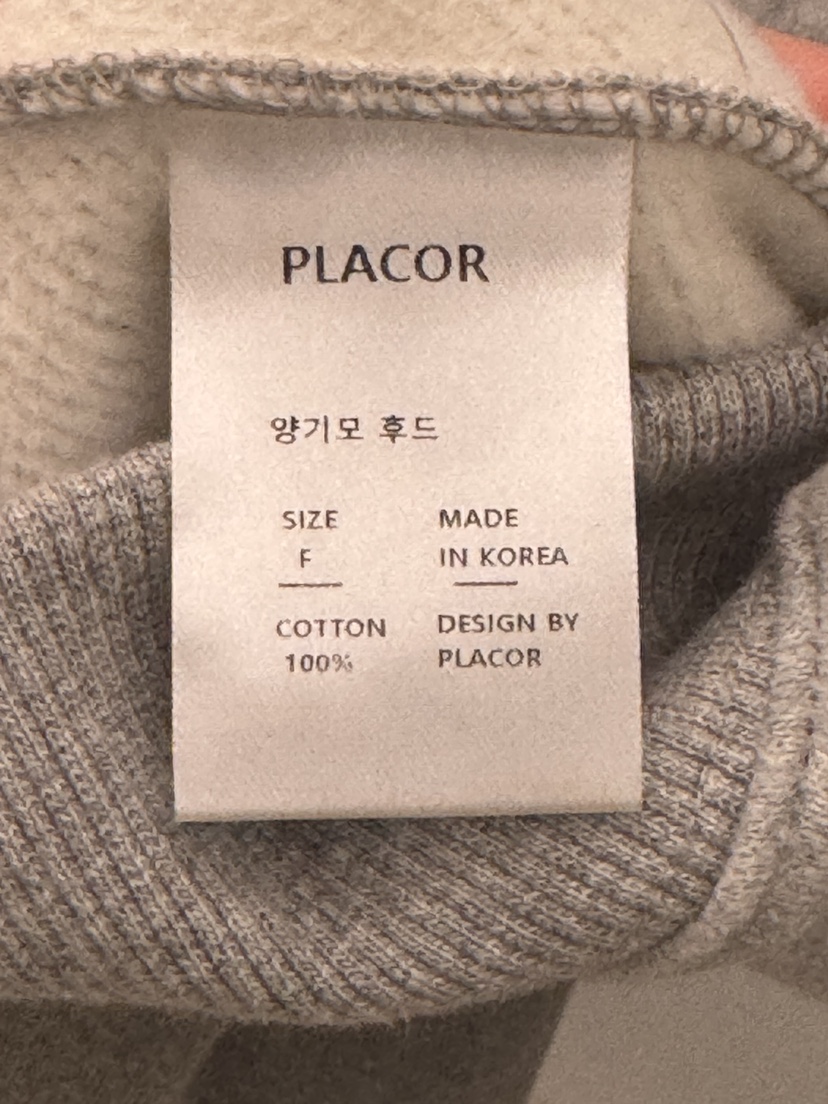 PLACOR
양기모 후드
SIZE
F
MADE
IN KOREA
COTTON
100%
DESIGN BY
PLACOR